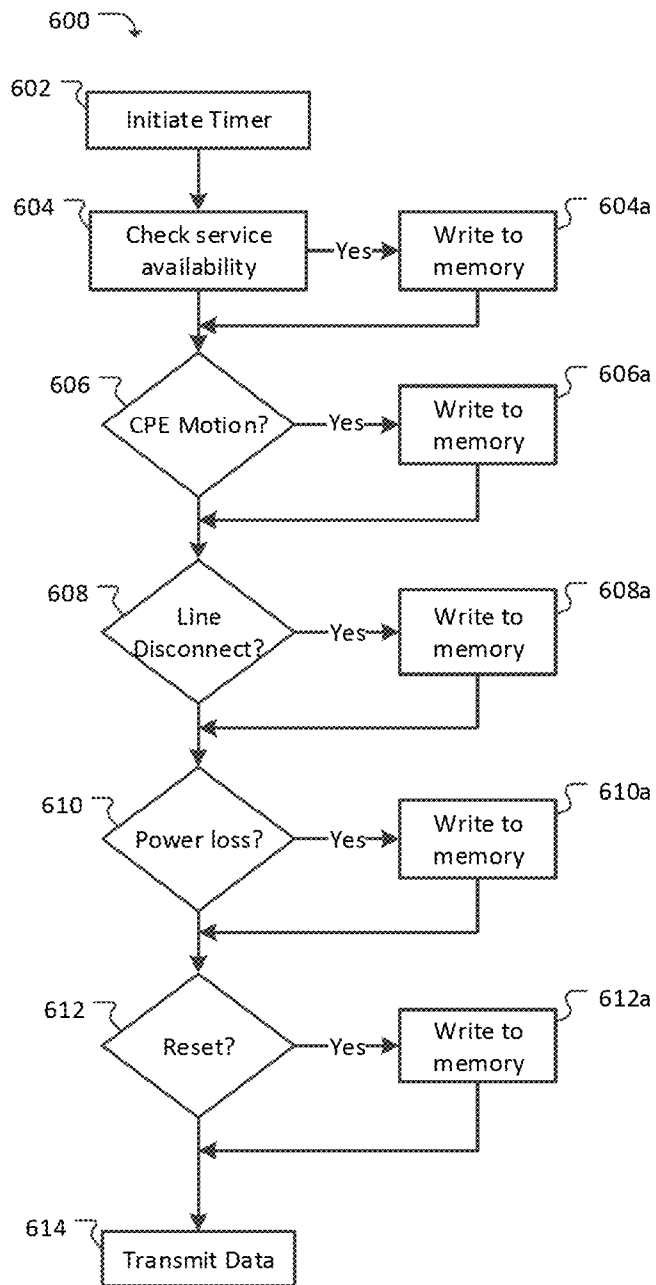 600
602
Initiate Timer
604
Check service
availability
Yes
Write to
memory
604a
606
CPE Motion?
Yes
Write to
memory
606a
608
Line
Disconnect?
Yes
Write to
memory
608a
610
Power loss?
Yes
Write to
memory
610a
612
Reset?
Yes
Write to
memory
612a
614
Transmit Data